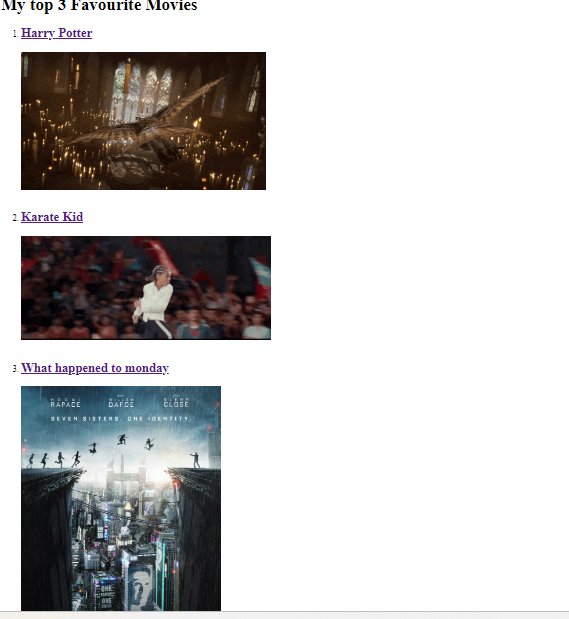 My top 3 Favourite Movies
1. Harry Potter
2. Karate Kid
3. What happened to monday
NOOMI WILLEM GLENN
RAPACE DAFOE CLOSE
SEVEN SISTERS. ONE IDENTITY.